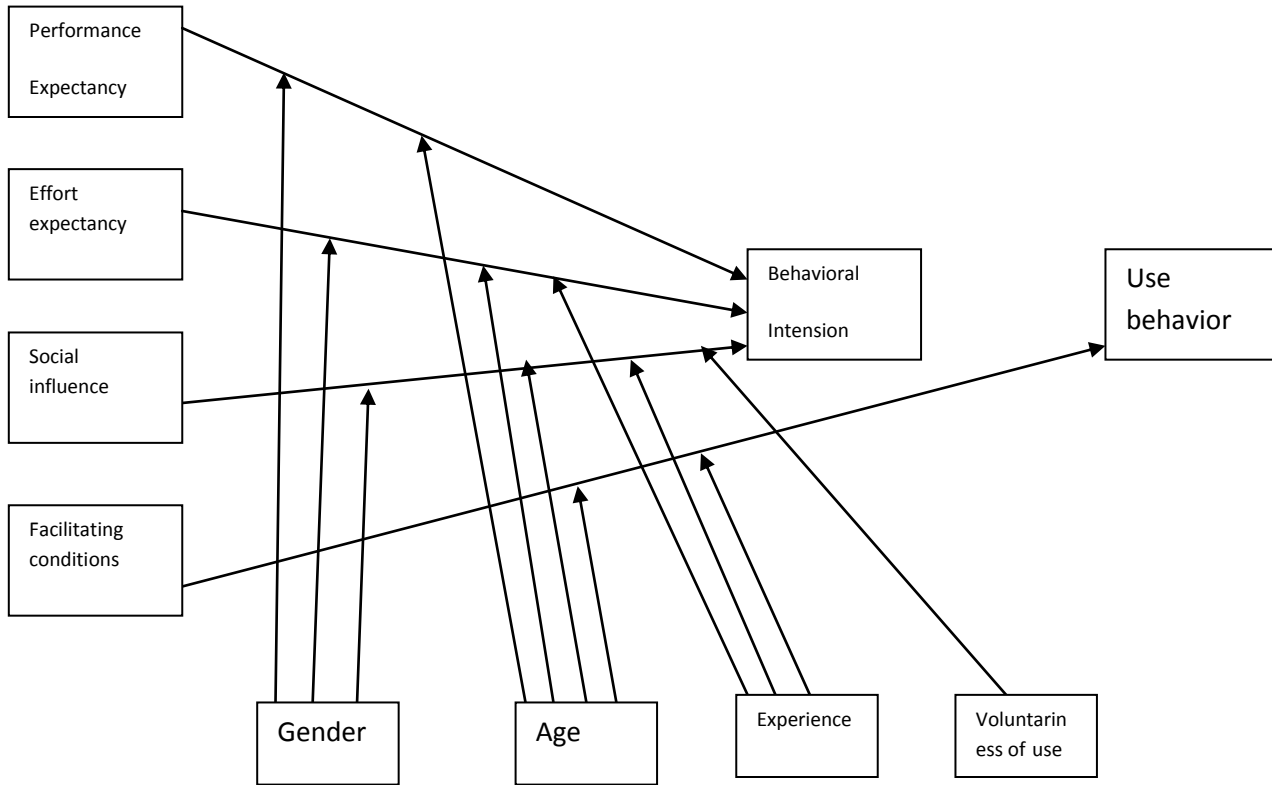 Performance
Expectancy
Effort
expectancy
Social
influence
Facilitating
conditions
Behavioral
Intension
Use
behavior
Gender
Age
Experience
Voluntarin
ess of use